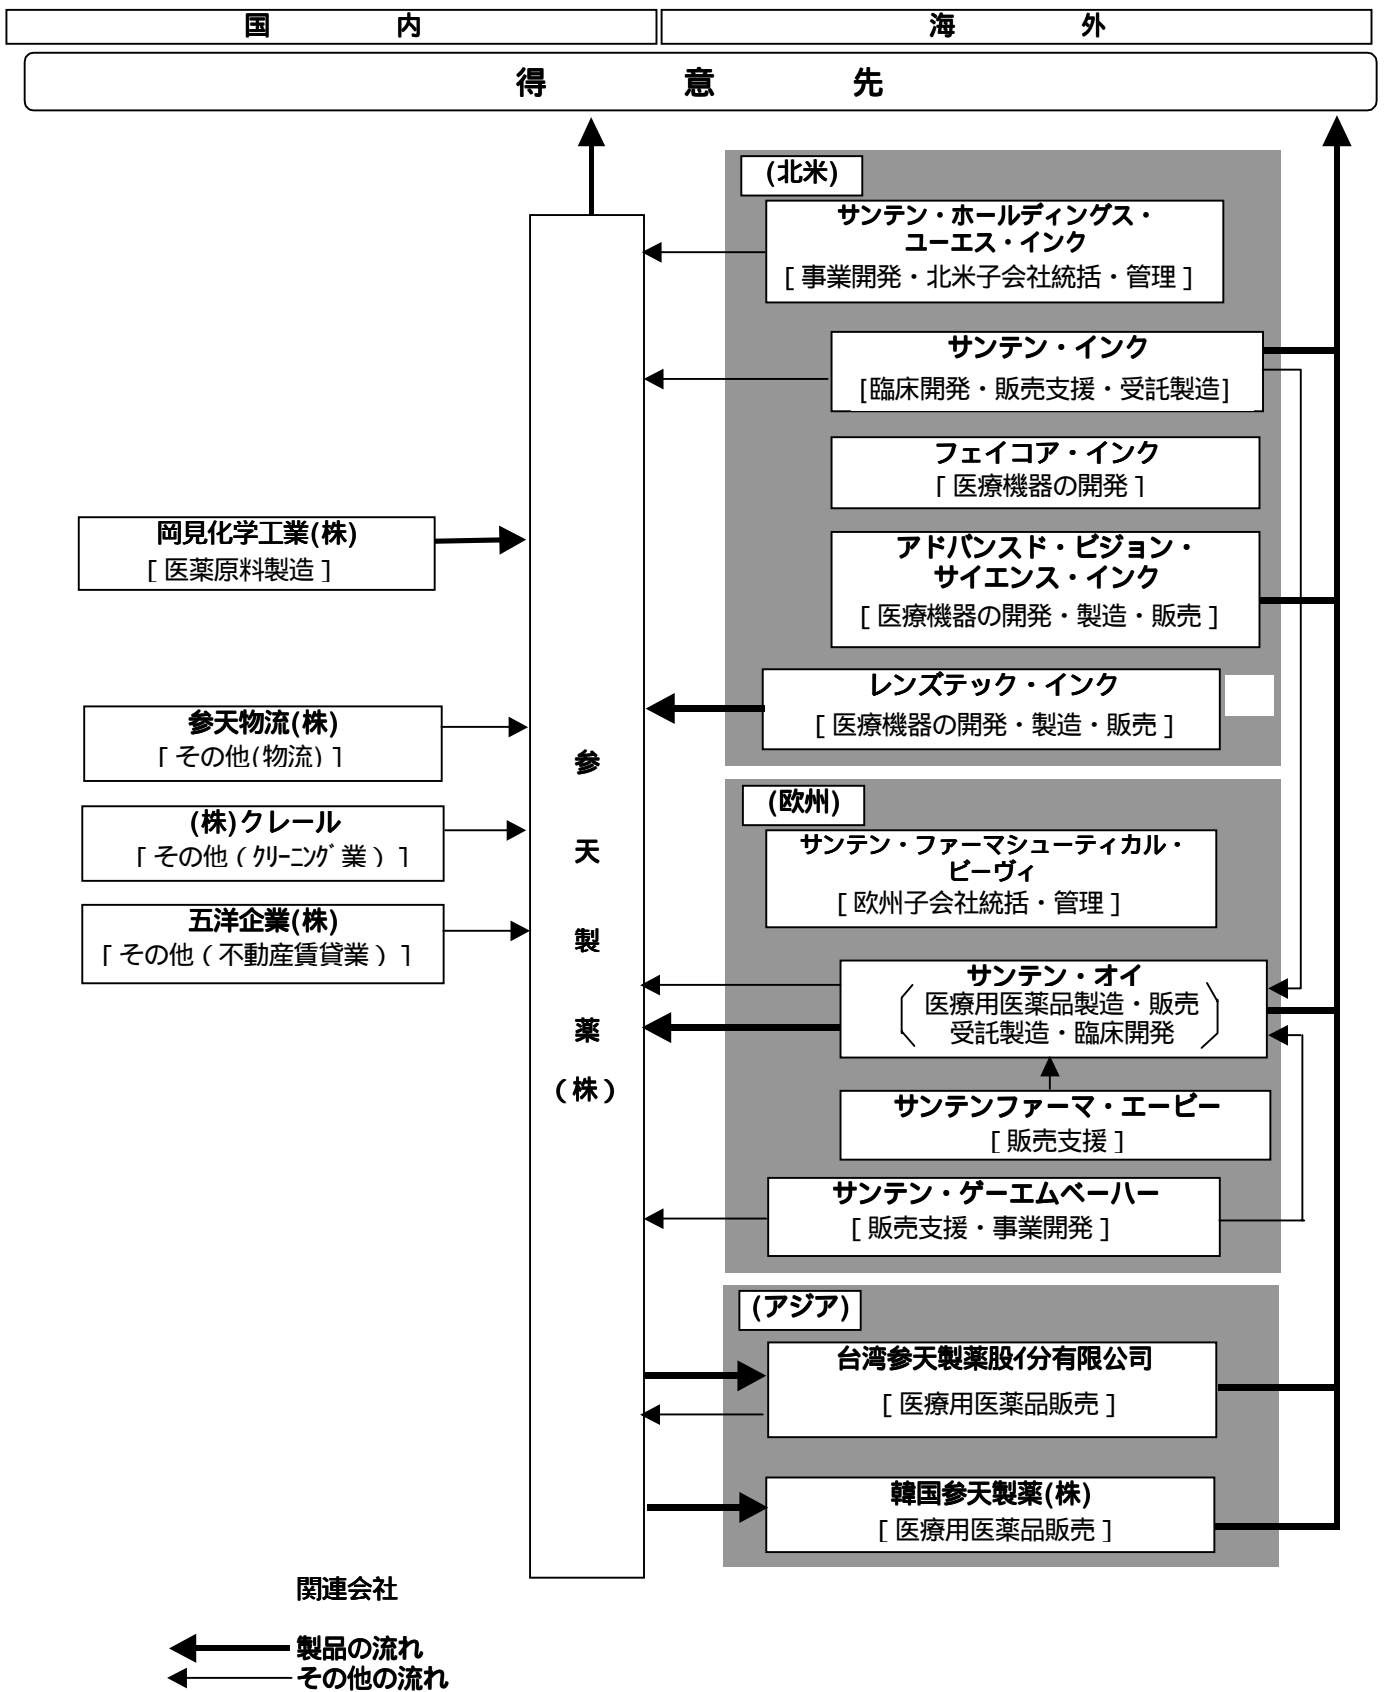 国内
海外
得意先
(北米)
サンテン・ホールディングス・
ユーエス・インク
[ 事業開発・北米子会社統括・管理 ]
サンテン・インク
[臨床開発・販売支援・受託製造]
フェイコア・インク
[ 医療機器の開発 ]
岡見化学工業(株)
[ 医薬原料製造 ]
アドバンスド・ビジョン・
サイエンス・インク
[ 医療機器の開発・製造・販売 ]
レンズテック・インク
[ 医療機器の開発・製造・販売 ]
参天物流(株)
[ その他(物流) ]
(株)クレール
[ その他 ( ｸﾘｰﾆﾝｸﾞ業 ) ]
五洋企業(株)
[ その他 ( 不動産賃貸業 ) ]
参天製薬(株)
(欧州)
サンテン・ファーマシューティカル・
ビーヴィ
[ 欧州子会社統括・管理 ]
サンテン・オイ
医療用医薬品製造・販売
受託製造・臨床開発
サンテンファーマ・エービー
[ 販売支援 ]
サンテン・ゲーエムベーハー
[ 販売支援・事業開発 ]
(アジア)
台湾参天製薬股ｲ分有限公司
[ 医療用医薬品販売 ]
韓国参天製薬(株)
[ 医療用医薬品販売 ]
関連会社
製品の流れ
その他の流れ